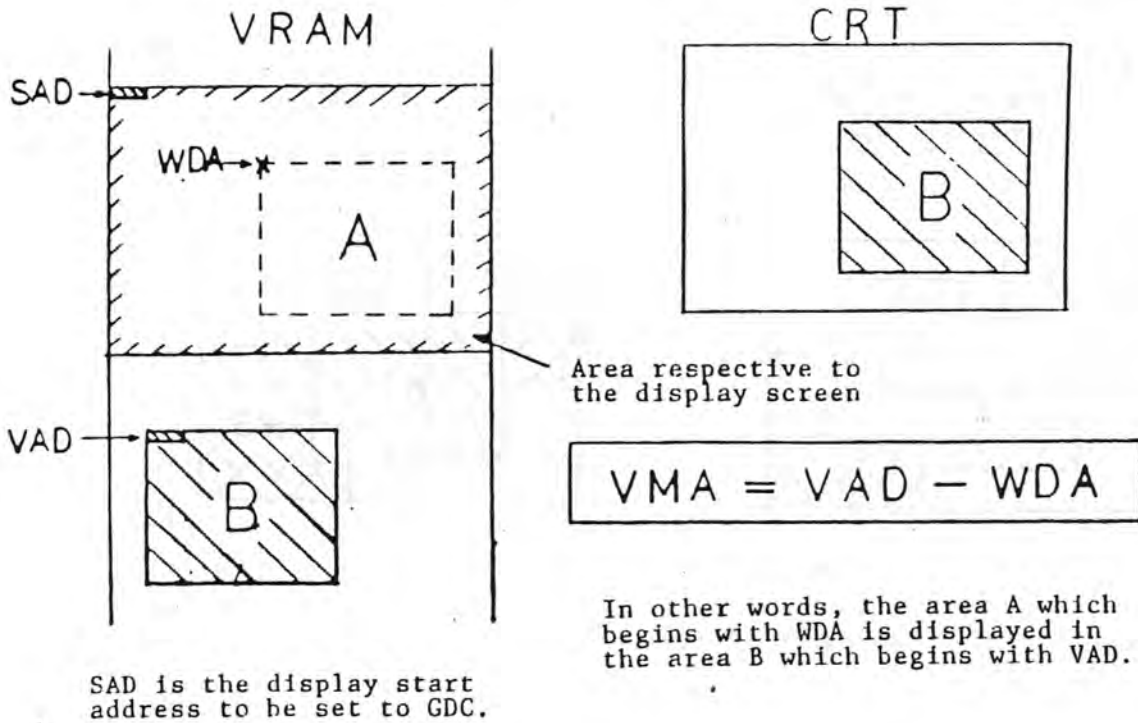 VRAM
CRT
SAD
WDA
A
B
Area respective to
the display screen
VAD
B
VMA = VAD - WDA
In other words, the area A which
begins with WDA is displayed in
the area B which begins with VAD.
SAD is the display start
address to be set to GDC.